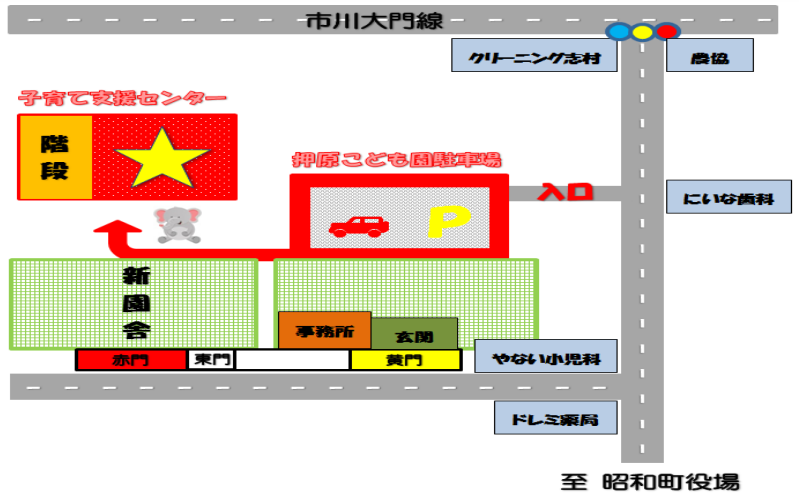 市川大門線
クリーニング志村
農協
子育て支援センター
階段
押原こども園駐車場
入口
P
にいな歯科
新園舎
事務所
玄関
赤門
東門
黄門
やない小児科
ドレミ薬局
至 昭和町役場